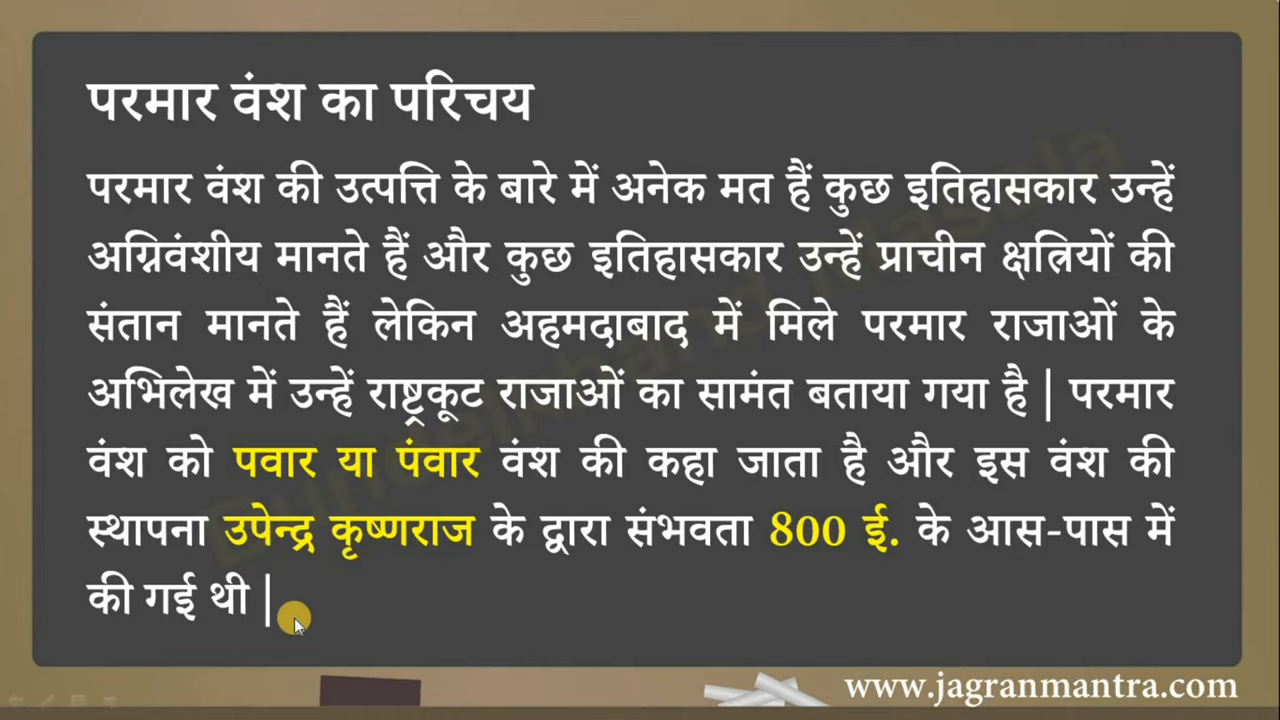 परमार वंश का परिचय
परमार वंश की उत्पत्ति के बारे में अनेक मत हैं कुछ इतिहासकार उन्हें
अग्निवंशीय मानते हैं और कुछ इतिहासकार उन्हें प्राचीन क्षत्रियों की
संतान मानते हैं लेकिन अहमदाबाद में मिले परमार राजाओं के
अभिलेख में उन्हें राष्ट्रकूट राजाओं का सामंत बताया गया है | परमार
वंश को पवार या पंवार वंश की कहा जाता है और इस वंश की
स्थापना उपेन्द्र कृष्णराज के द्वारा संभवता 800 ई. के आस-पास में
की गई थी |
Bundelkhand Masala
www.jagranmantra.com